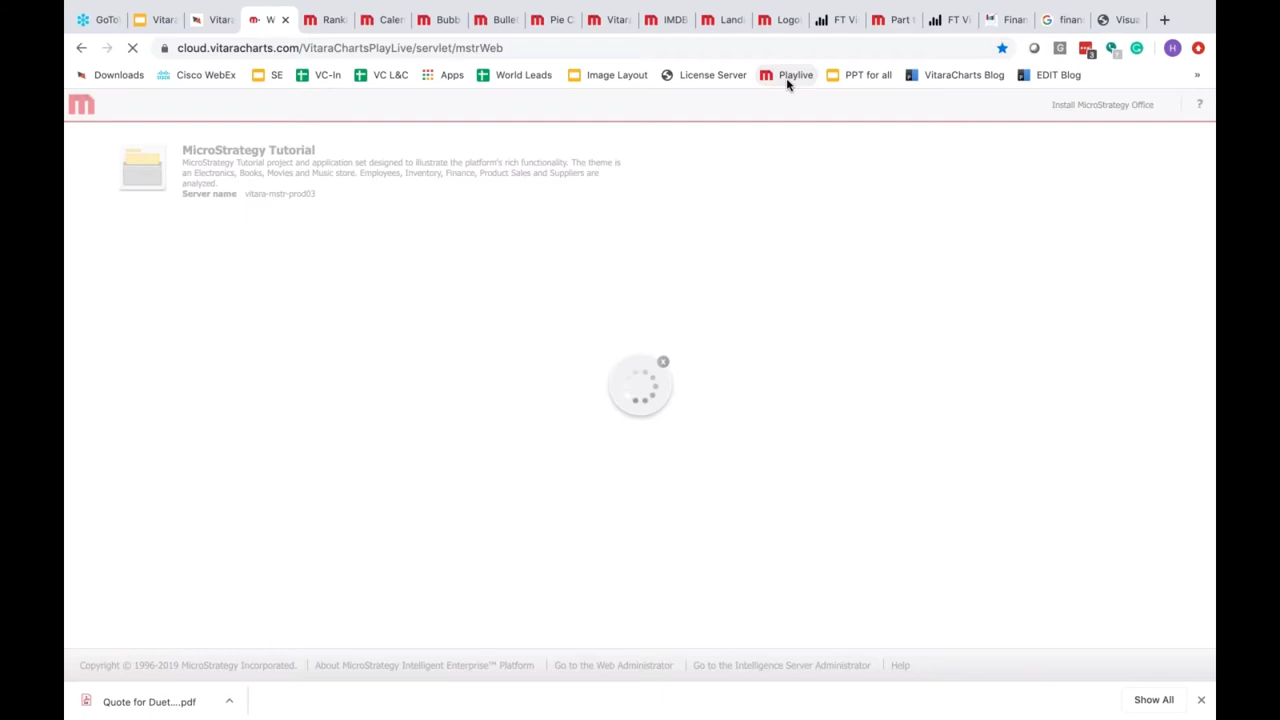 GoTo
Vitara
Vitara
W
Ranki
Calen
Bubb
Bulle
Pie C
Vitar
IMDB
Land
Logo
FT Vi
Part t
FT Vi
Finan
financ
Visua
cloud.vitaracharts.com/VitaraChartsPlayLive/servlet/mstrWeb
H
Downloads
Cisco WebEx
SE
VC-In
VC L&C
Apps
World Leads
Image Layout
License Server
Playlive
PPT for all
VitaraCharts Blog
EDIT Blog
»
Install MicroStrategy Office
?
MicroStrategy Tutorial
MicroStrategy Tutorial project and application set designed to illustrate the platform's rich functionality. The theme is
an Electronics, Books, Movies and Music store. Employees, Inventory, Finance, Product Sales and Suppliers are
analyzed.
Server name vitara-mstr-prod03
Copyright © 1996-2019 MicroStrategy Incorporated.
About MicroStrategy Intelligent Enterprise™ Platform
Go to the Web Administrator
Go to the Intelligence Server Administrator
Help
Quote for Duet....pdf
Show All